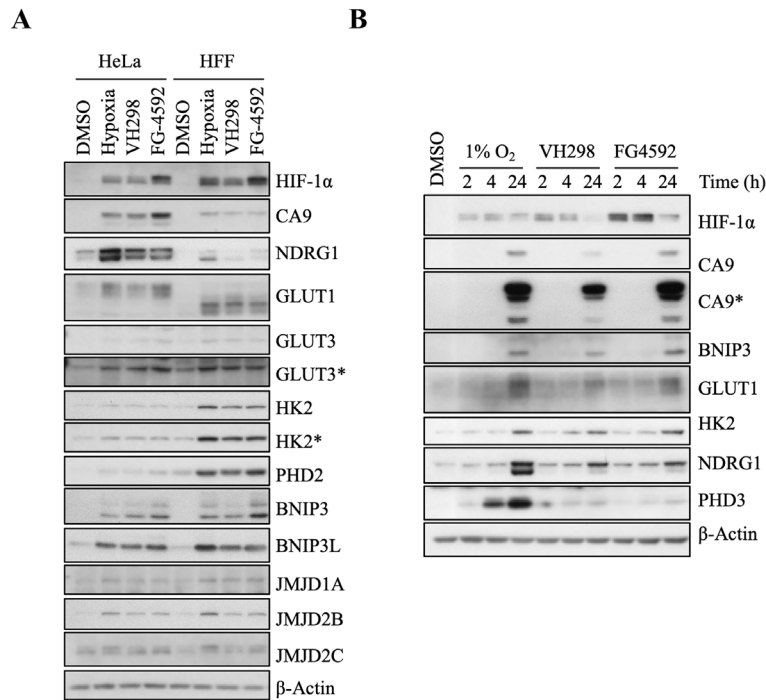 A
HeLa HFF
DMSO Hypoxia VH298 FG-4592 DMSO Hypoxia VH298 FG-4592
HIF-1α
CA9
NDRG1
GLUT1
GLUT3
GLUT3*
HK2
HK2*
PHD2
BNIP3
BNIP3L
JMJD1A
JMJD2B
JMJD2C
β-Actin
B
DMSO 1% O₂ VH298 FG4592
2 4 24 2 4 24 2 4 24 Time (h)
HIF-1α
CA9
CA9*
BNIP3
GLUT1
HK2
NDRG1
PHD3
β-Actin